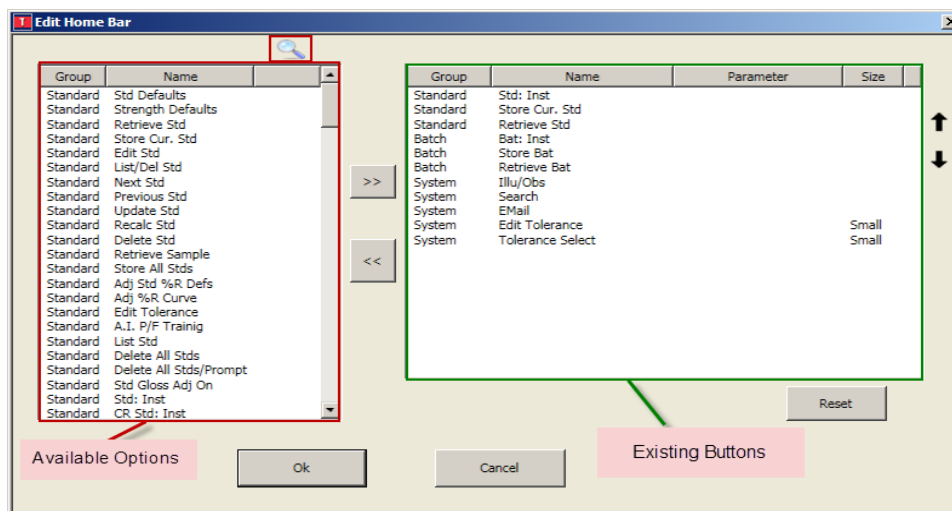 T Edit Home Bar
Group Name
Standard Std Defaults
Standard Strength Defaults
Standard Retrieve Std
Standard Store Cur. Std
Standard Edit Std
Standard List/Del Std
Standard Next Std
Standard Previous Std
Standard Update Std
Standard Recalc Std
Standard Delete Std
Standard Retrieve Sample
Standard Store All Stds
Standard Adj Std %R Defs
Standard Adj %R Curve
Standard Edit Tolerance
Standard A.I. P/F Trainig
Standard List Std
Standard Delete All Stds
Standard Delete All Stds/Prompt
Standard Std Gloss Adj On
Standard Std: Inst
Standard CR Std: Inst
>>
<<
Group Name Parameter Size
Standard Std: Inst
Standard Store Cur. Std
Standard Retrieve Std
Batch Bat: Inst
Batch Store Bat
Batch Retrieve Bat
System Illu/Obs
System Search
System EMail
System Edit Tolerance Small
System Tolerance Select Small
Reset
Available Options
Existing Buttons
Ok
Cancel